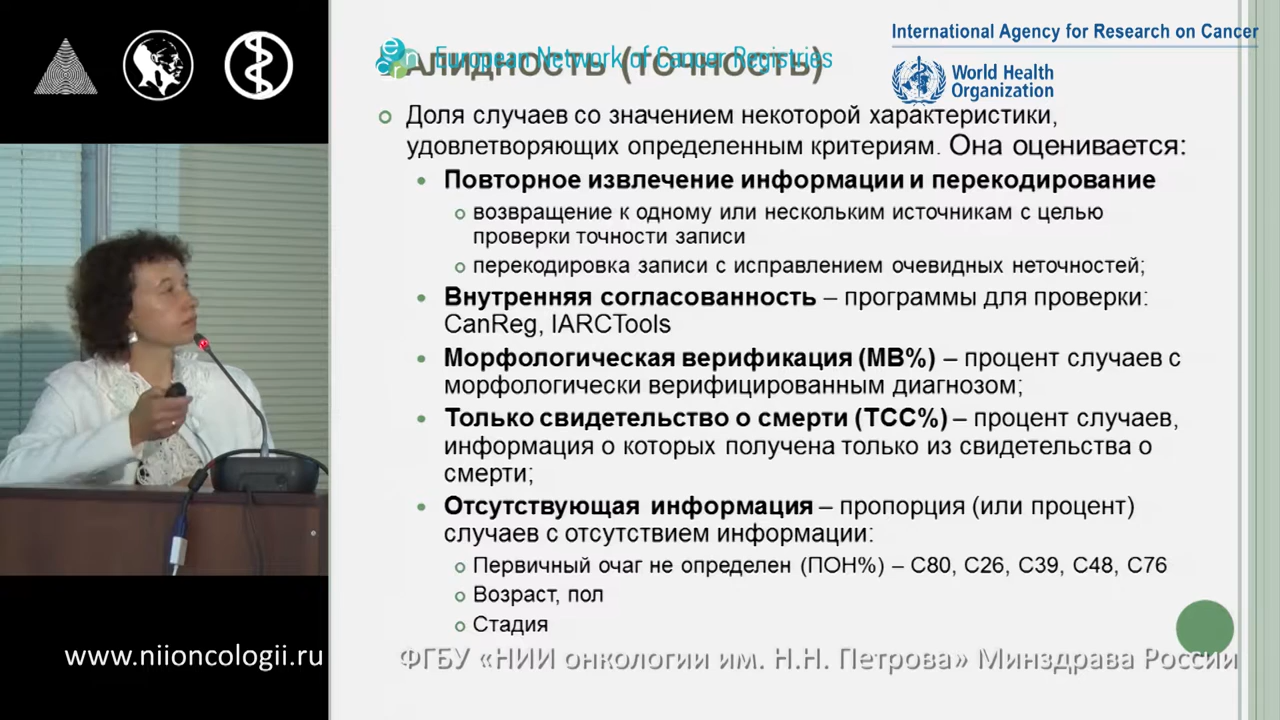 European Network of Cancer Registries
International Agency for Research on Cancer
World Health
Organization
АЛИДНОСТЬ (ТОЧНОСТЬ)
Доля случаев со значением некоторой характеристики,
удовлетворяющих определенным критериям. Она оценивается:
Повторное извлечение информации и перекодирование
возвращение к одному или нескольким источникам с целью
проверки точности записи
перекодировка записи с исправлением очевидных неточностей;
Внутренняя согласованность – программы для проверки:
CanReg, IARCTools
Морфологическая верификация (МВ%) – процент случаев с
морфологически верифицированным диагнозом;
Только свидетельство о смерти (ТСС%) – процент случаев,
информация о которых получена только из свидетельства о
смерти;
Отсутствующая информация – пропорция (или процент)
случаев с отсутствием информации:
Первичный очаг не определен (ПОН%) – C80, C26, C39, C48, C76
Возраст, пол
Стадия
www.niioncologii.ru
ФГБУ «НИИ онкологии им. Н.Н. Петрова» Минздрава России